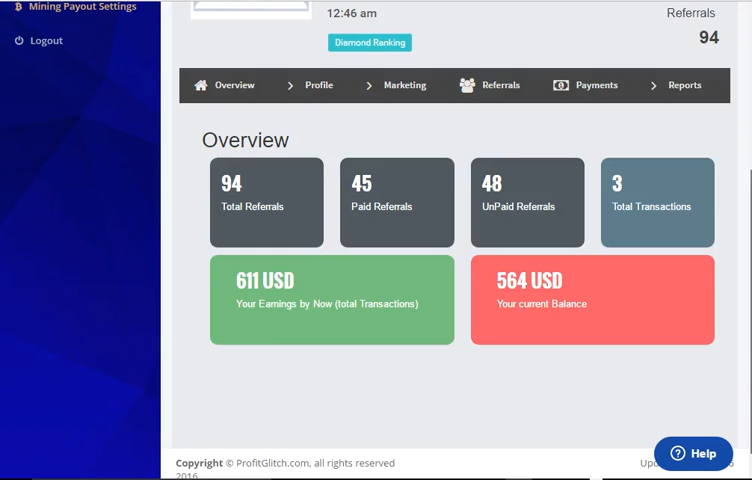 Mining Payout Settings
12:46 am
Referrals
Logout
Diamond Ranking
94
Overview Profile Marketing Referrals Payments Reports
Overview
94 45 48 3
Total Referrals Paid Referrals UnPaid Referrals Total Transactions
611 USD 564 USD
Your Earnings by Now (total Transactions) Your current Balance
Help
Copyright © ProfitGlitch.com, all rights reserved
2016